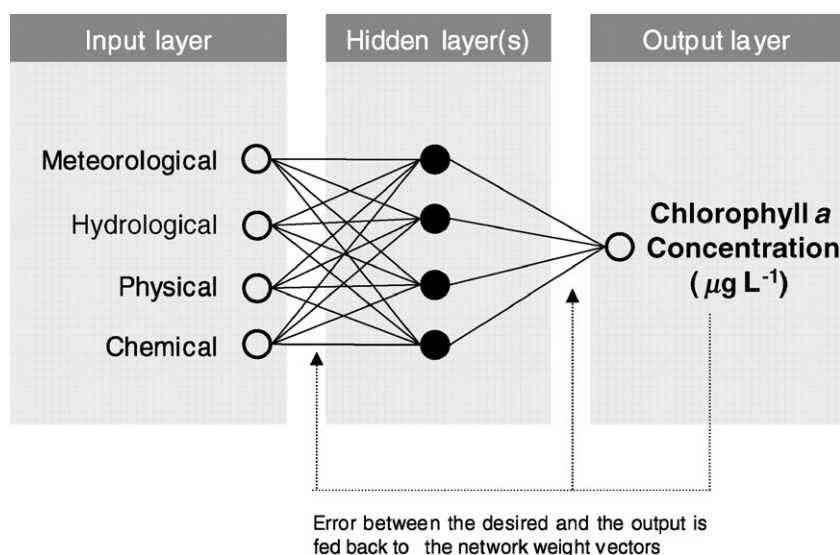 Input layer
Hidden layer(s)
Output layer
Meteorological
Hydrological
Physical
Chemical
Chlorophyll a
Concentration
( μg L⁻¹)
Error between the desired and the output is
fed back to the network weight vectors